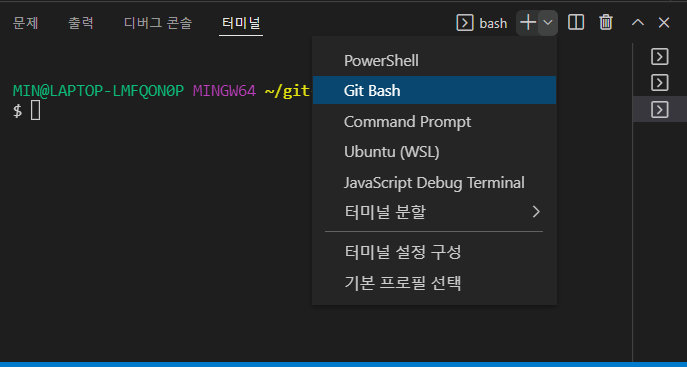 문제 출력 디버그 콘솔 터미널 bash
PowerShell
MIN@LAPTOP-LMFQON0P MINGW64 ~/git Git Bash
$ Command Prompt
Ubuntu (WSL)
JavaScript Debug Terminal
터미널 분할
터미널 설정 구성
기본 프로필 선택